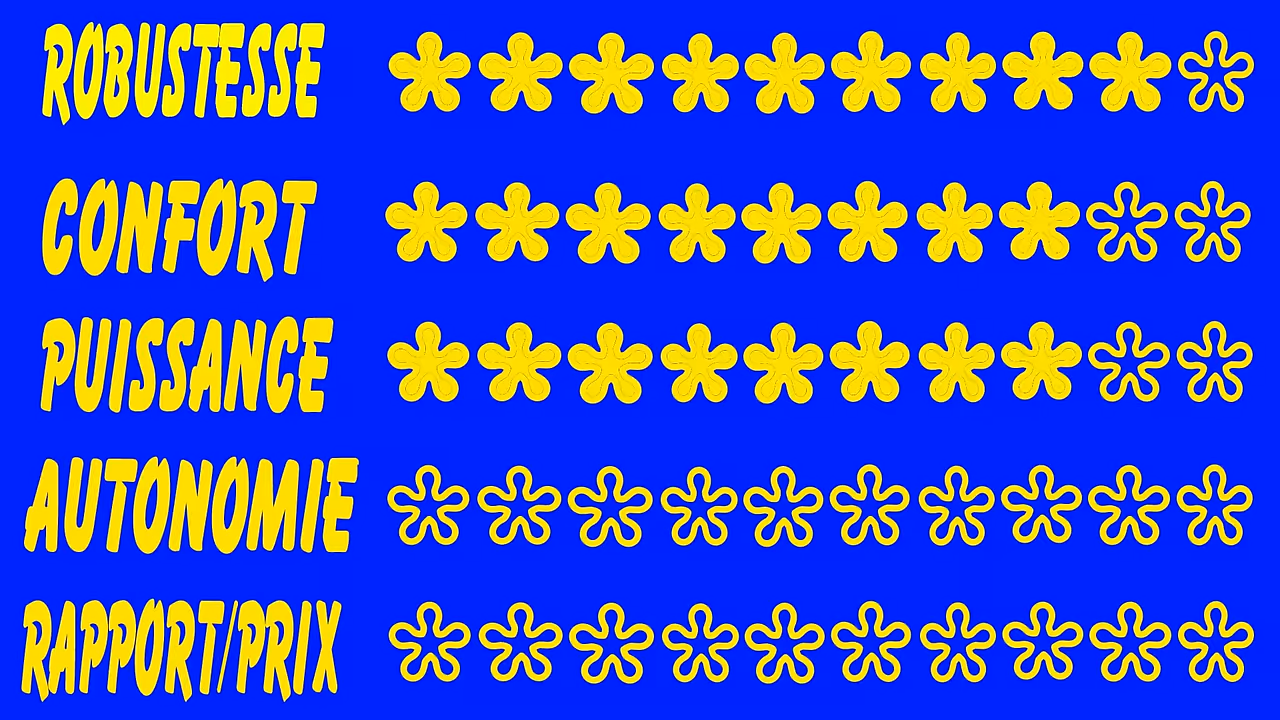 ROBUSTESSE
CONFORT
PUISSANCE
AUTONOMIE
RAPPORT/PRIX